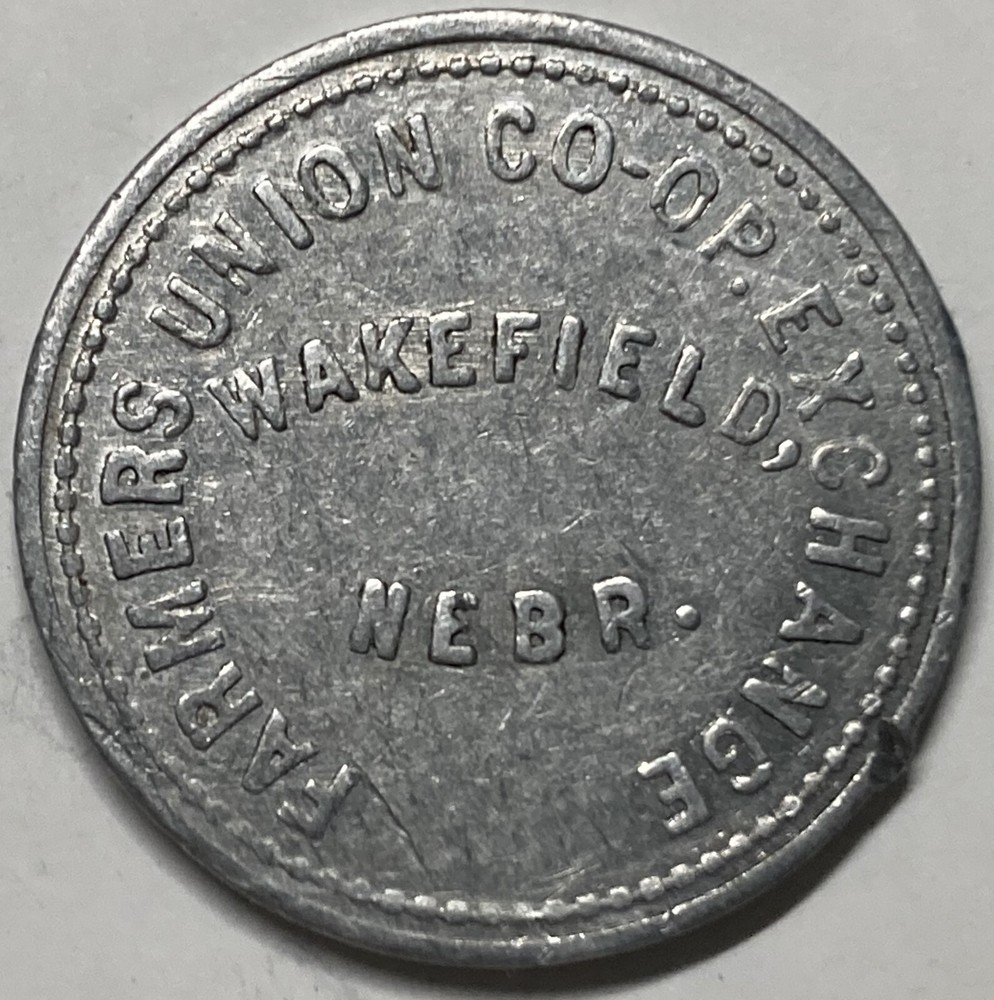 FARMERS UNION CO-OP. EXCHANGE
WAKEFIELD,
NEBR.